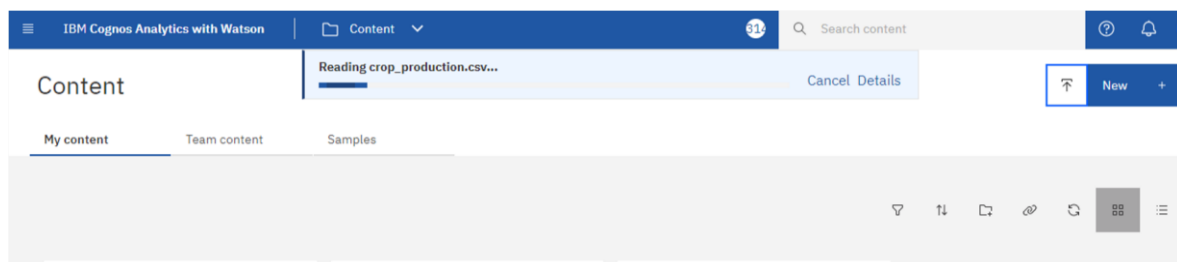 IBM Cognos Analytics with Watson
Content
314
Search content
Reading crop_production.csv...
Cancel Details
Content
New +
My content
Team content
Samples